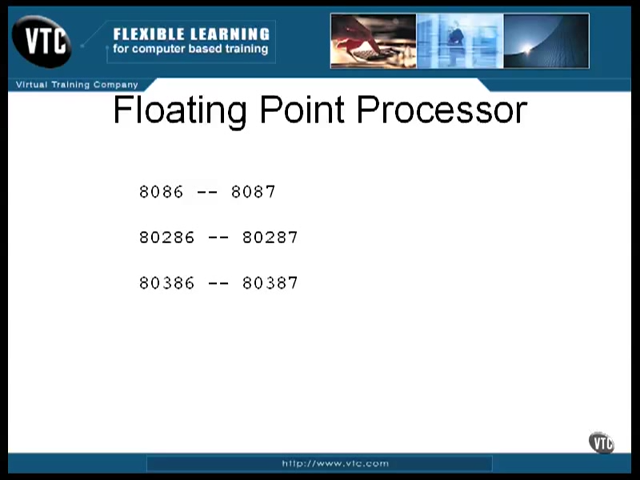 VTC
FLEXIBLE LEARNING
for computer based training
Virtual Training Company
Floating Point Processor
8086 -- 8087
80286 -- 80287
80386 -- 80387
VTC
http://www.vtc.com